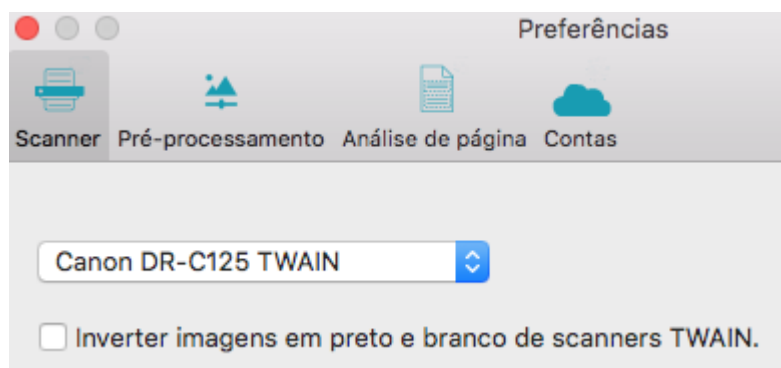 Preferências
Scanner Pré-processamento Análise de página Contas
Canon DR-C125 TWAIN
Inverter imagens em preto e branco de scanners TWAIN.